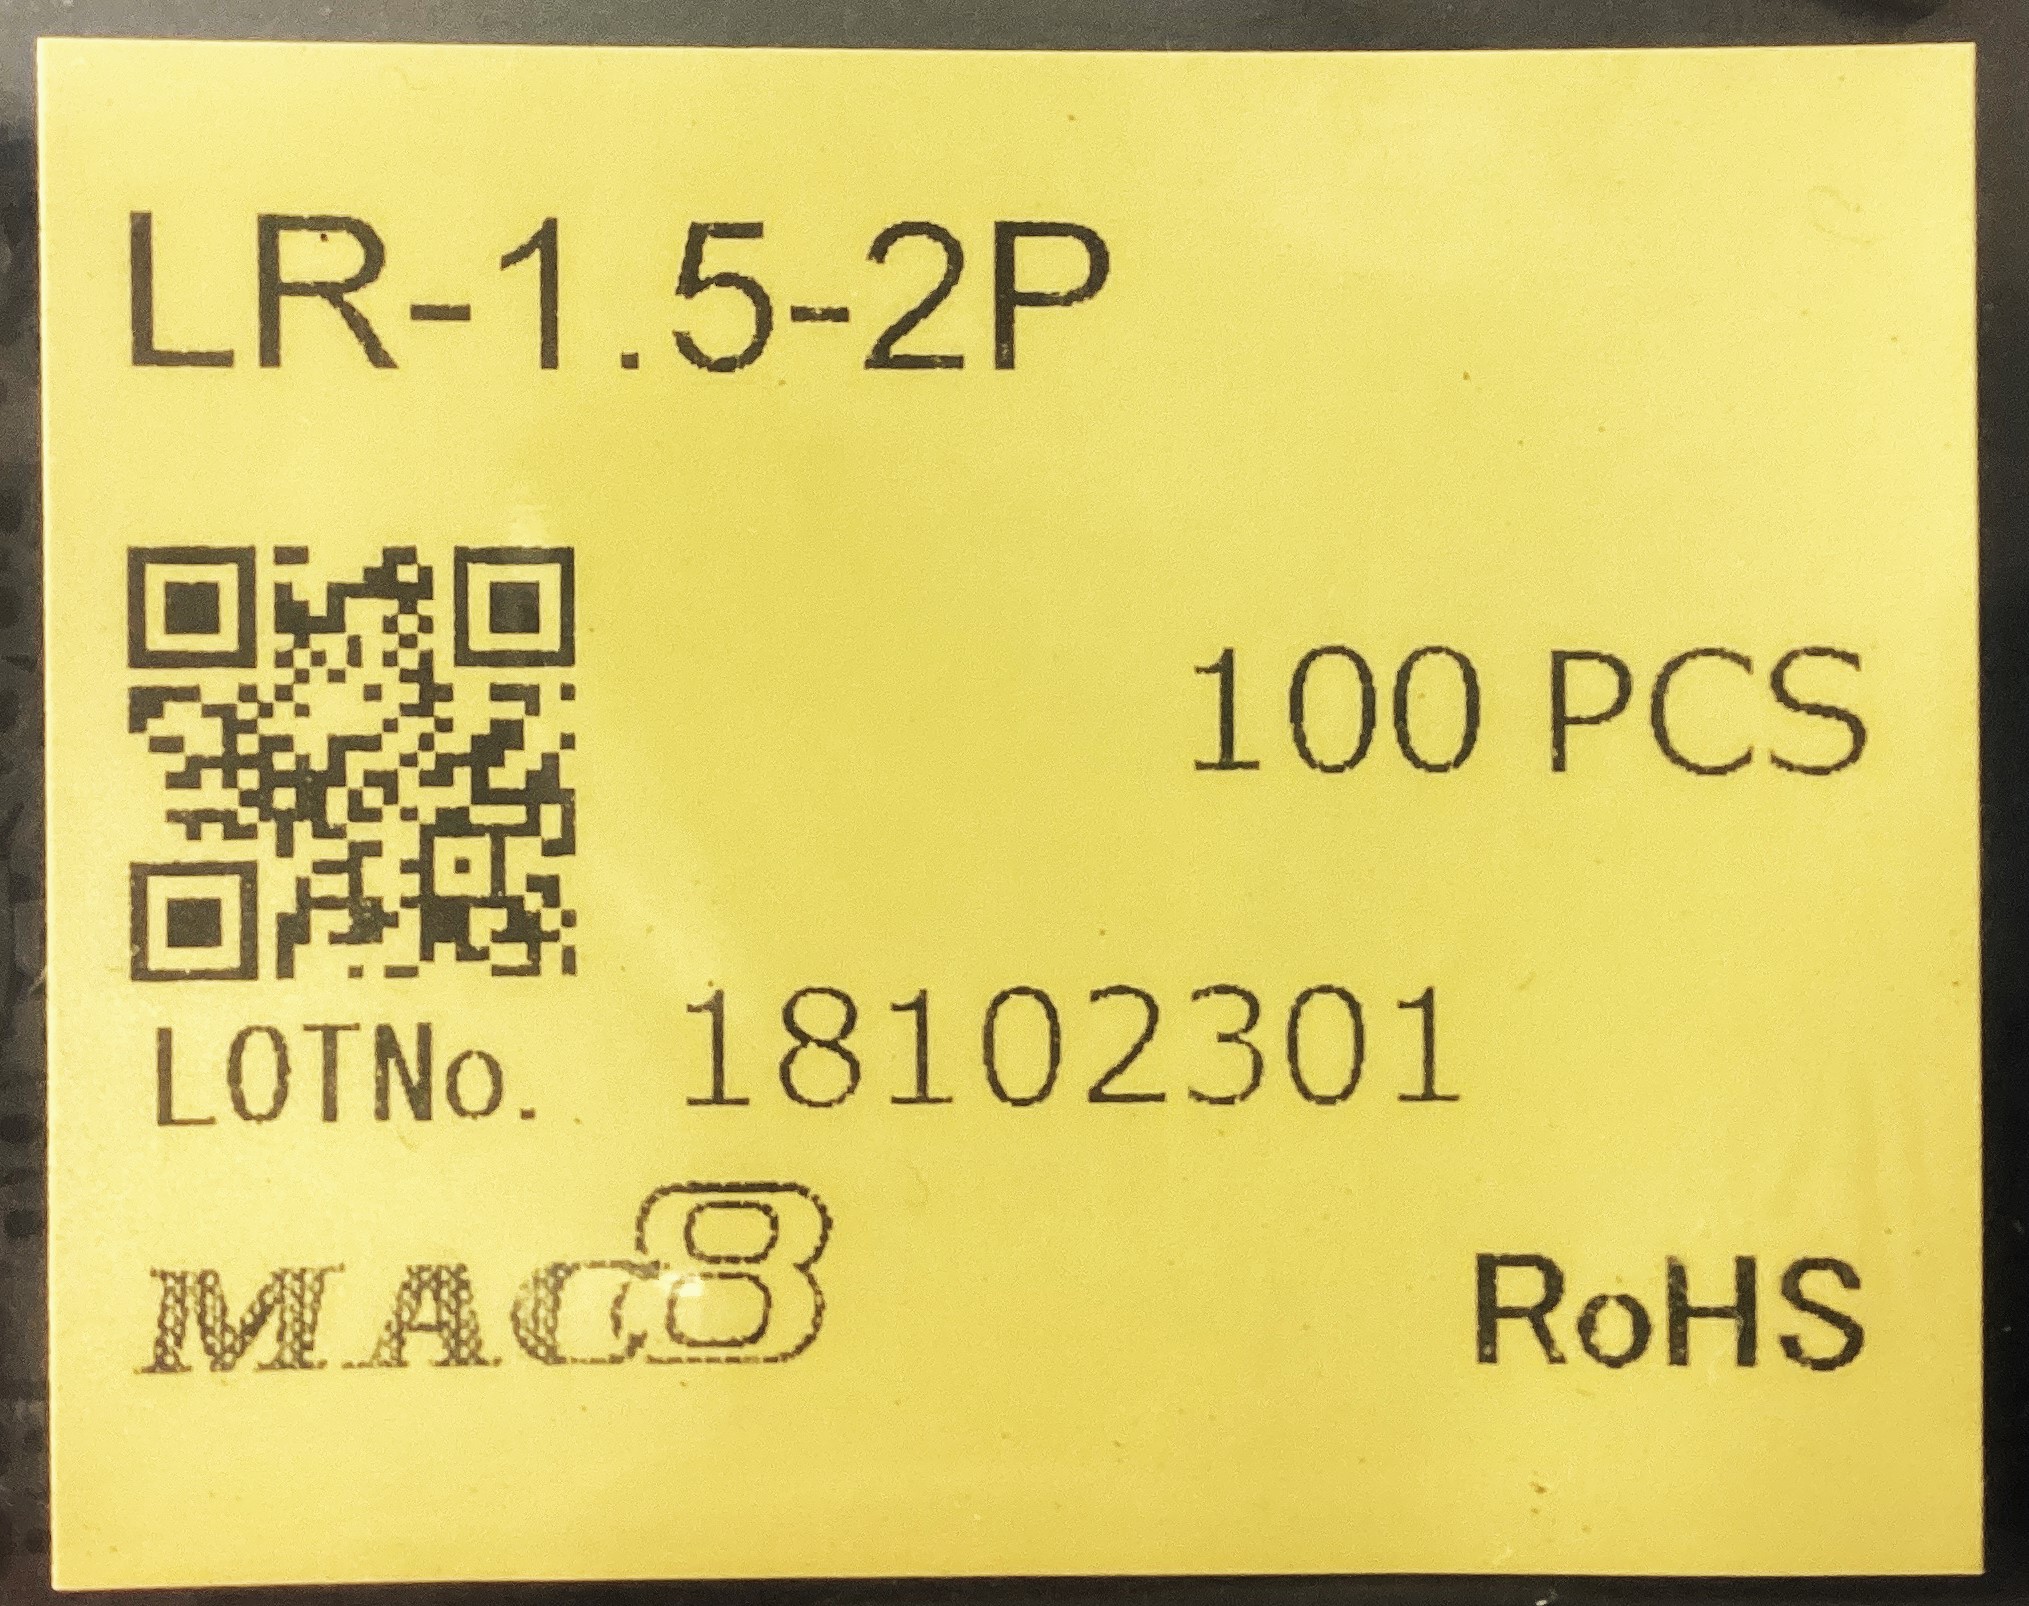 LR-1.5-2P
100 PCS
LOTNo. 18102301
MAC8
RoHS